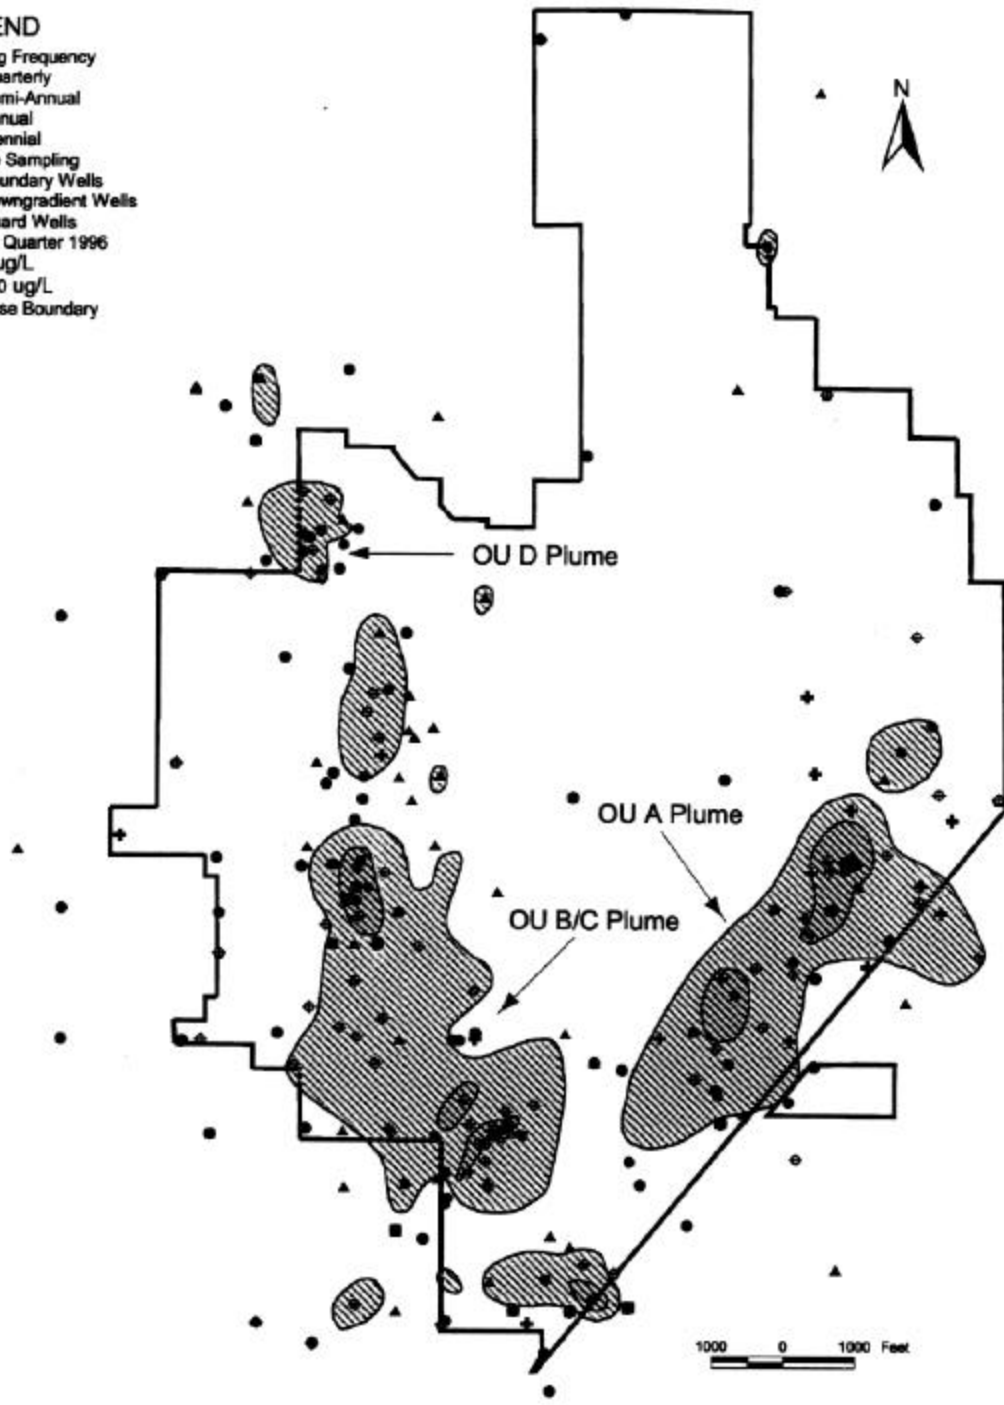 END
g Frequency
arterly
mi-Annual
nual
ennial
Sampling
undary Wells
wngradient Wells
ard Wells
Quarter 1996
ug/L
0 ug/L
se Boundary
N
OU D Plume
OU A Plume
OU B/C Plume
1000 0 1000 Feet